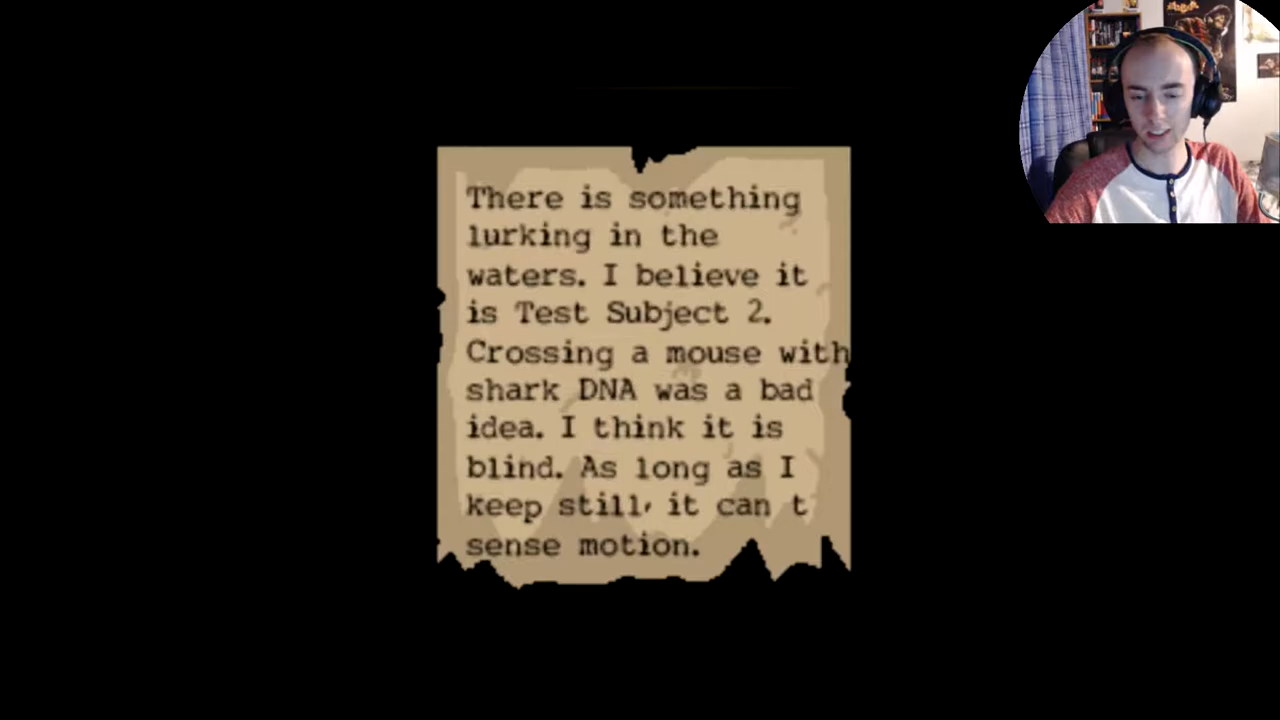 There is something
lurking in the
waters. I believe it
is Test Subject 2.
Crossing a mouse with
shark DNA was a bad
idea. I think it is
blind. As long as I
keep still, it can t
sense motion.